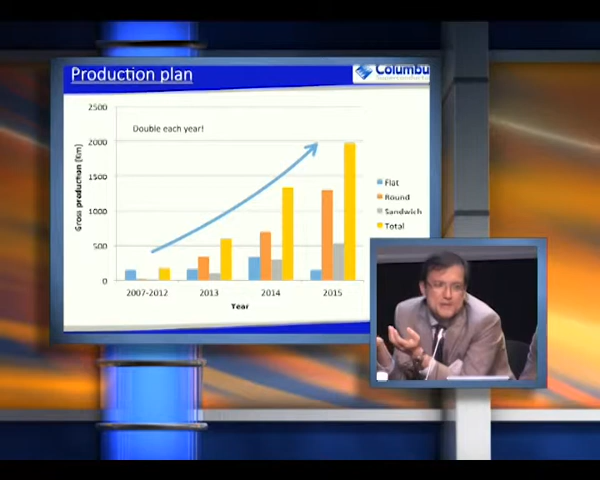 Production plan
Columbu
Double each year!
2500
2000
1500
1000
500
0
Gross production [Km]
2007-2012 2013 2014 2015
Year
Flat
Round
Sandwich
Total